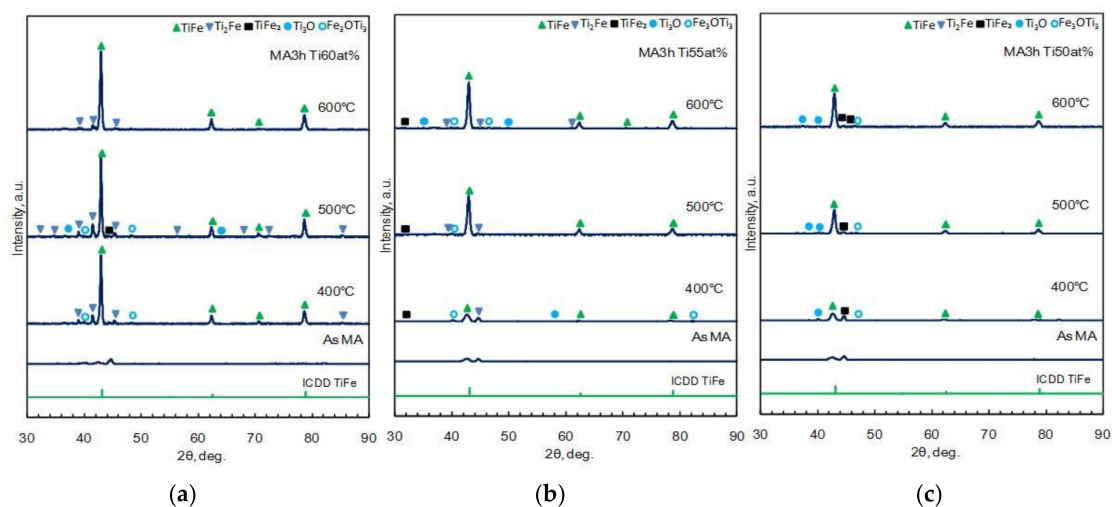 TiFe Ti₂Fe TiFe₂ Ti₃O Fe₃OTi₃
MA3h Ti60at%
600℃
500℃
400℃
As MA
ICDD TiFe
Intensity, a.u.
30 40 50 60 70 80 90
2θ, deg.
(a)
TiFe Ti₂Fe TiFe₂ Ti₃O Fe₃OTi₃
MA3h Ti55at%
600℃
500℃
400℃
As MA
ICDD TiFe
Intensity, a.u.
30 40 50 60 70 80 90
2θ, deg.
(b)
TiFe Ti₂Fe TiFe₂ Ti₃O Fe₃OTi₃
MA3h Ti50at%
600℃
500℃
400℃
As MA
ICDD TiFe
Intensity, a.u.
30 40 50 60 70 80 90
2θ, deg.
(c)